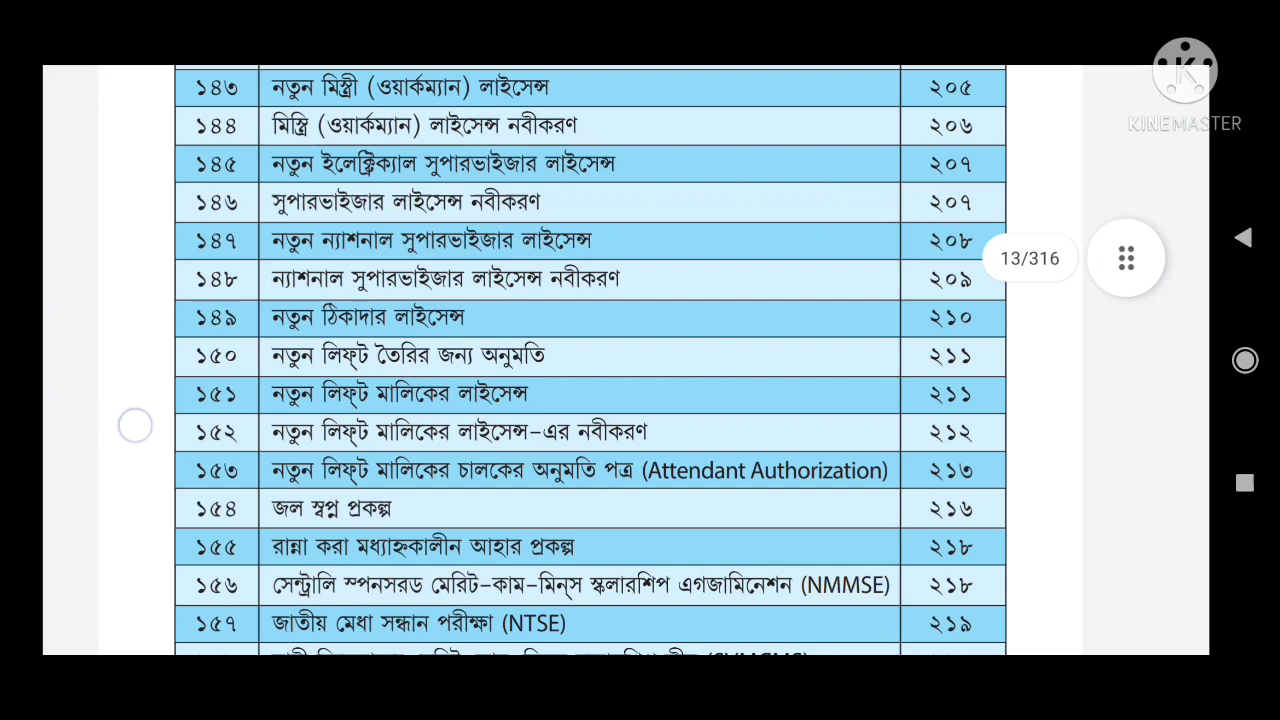 ১৪৩ নতুন মিস্ত্রী (ওয়ার্কম্যান) লাইসেন্স ২০৫
১৪৪ মিস্ত্রি (ওয়ার্কম্যান) লাইসেন্স নবীকরণ ২০৬
১৪৫ নতুন ইলেক্ট্রিক্যাল সুপারভাইজার লাইসেন্স ২০৭
১৪৬ সুপারভাইজার লাইসেন্স নবীকরণ ২০৭
১৪৭ নতুন ন্যাশনাল সুপারভাইজার লাইসেন্স ২০৮
১৪৮ ন্যাশনাল সুপারভাইজার লাইসেন্স নবীকরণ ২০৯
১৪৯ নতুন ঠিকাদার লাইসেন্স ২১০
১৫০ নতুন লিফ্‌ট তৈরির জন্য অনুমতি ২১১
১৫১ নতুন লিফ্‌ট মালিকের লাইসেন্স ২১১
১৫২ নতুন লিফ্‌ট মালিকের লাইসেন্স-এর নবীকরণ ২১২
১৫৩ নতুন লিফ্‌ট মালিকের চালকের অনুমতি পত্র (Attendant Authorization) ২১৩
১৫৪ জল স্বপ্ন প্রকল্প ২১৬
১৫৫ রান্না করা মধ্যাহ্নকালীন আহার প্রকল্প ২১৮
১৫৬ সেন্ট্রালি স্পনসরড মেরিট-কাম-মিন্‌স স্কলারশিপ এগজামিনেশন (NMMSE) ২১৮
১৫৭ জাতীয় মেধা সন্ধান পরীক্ষা (NTSE) ২১৯
13/316
K
KINEMASTER